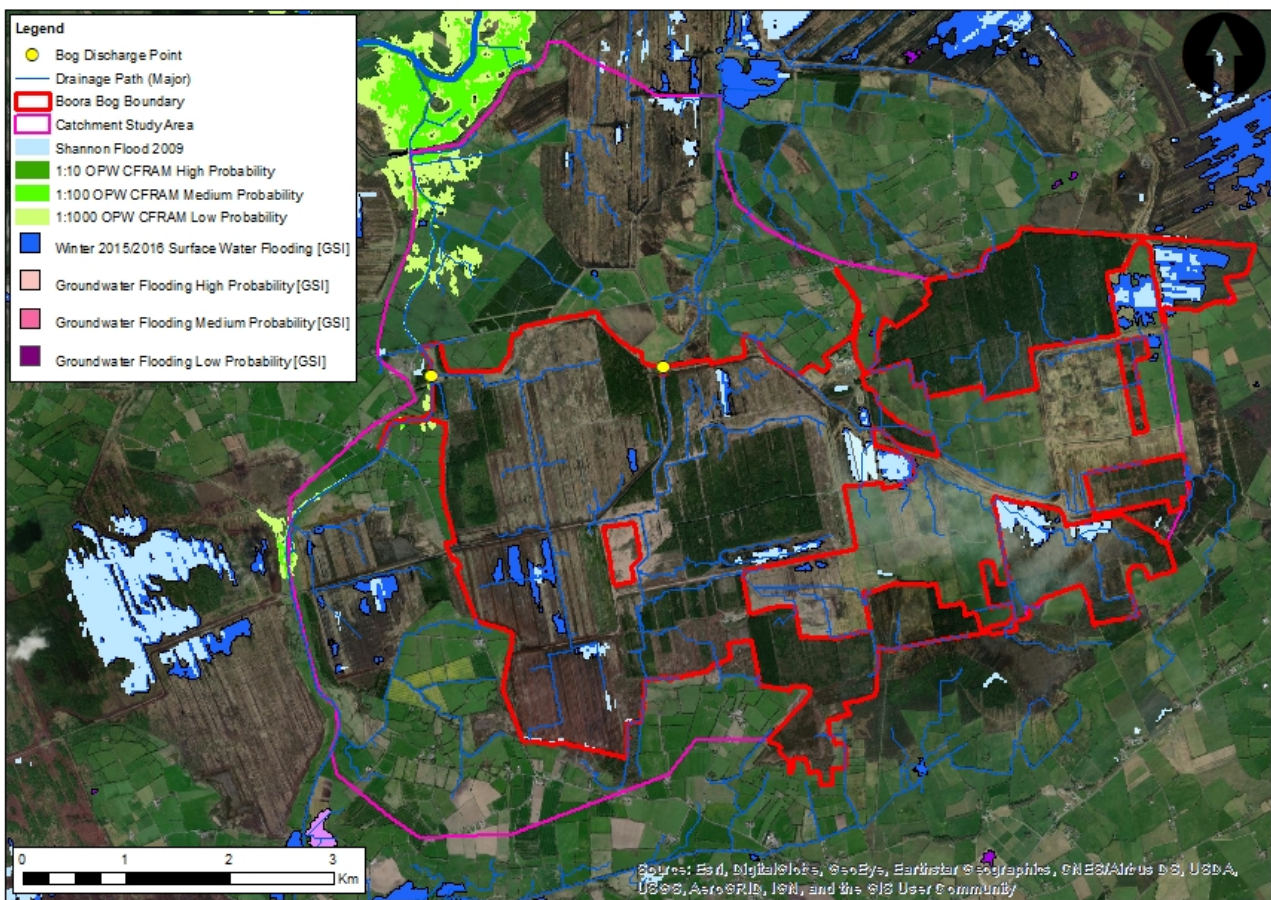 Legend
Bog Discharge Point
Drainage Path (Major)
Boora Bog Boundary
Catchment Study Area
Shannon Flood 2009
1:10 OPW CFRAM High Probability
1:100 OPW CFRAM Medium Probability
1:1000 OPW CFRAM Low Probability
Winter 2015/2016 Surface Water Flooding [GSI]
Groundwater Flooding High Probability [GSI]
Groundwater Flooding Medium Probability [GSI]
Groundwater Flooding Low Probability [GSI]
0 1 2 3
Km
Source: Esri, DigitalGlobe, GeoEye, Earthstar Geographics, CNES/Airbus DS, USDA,
USGS, AeroGRID, IGN, and the GIS User Community